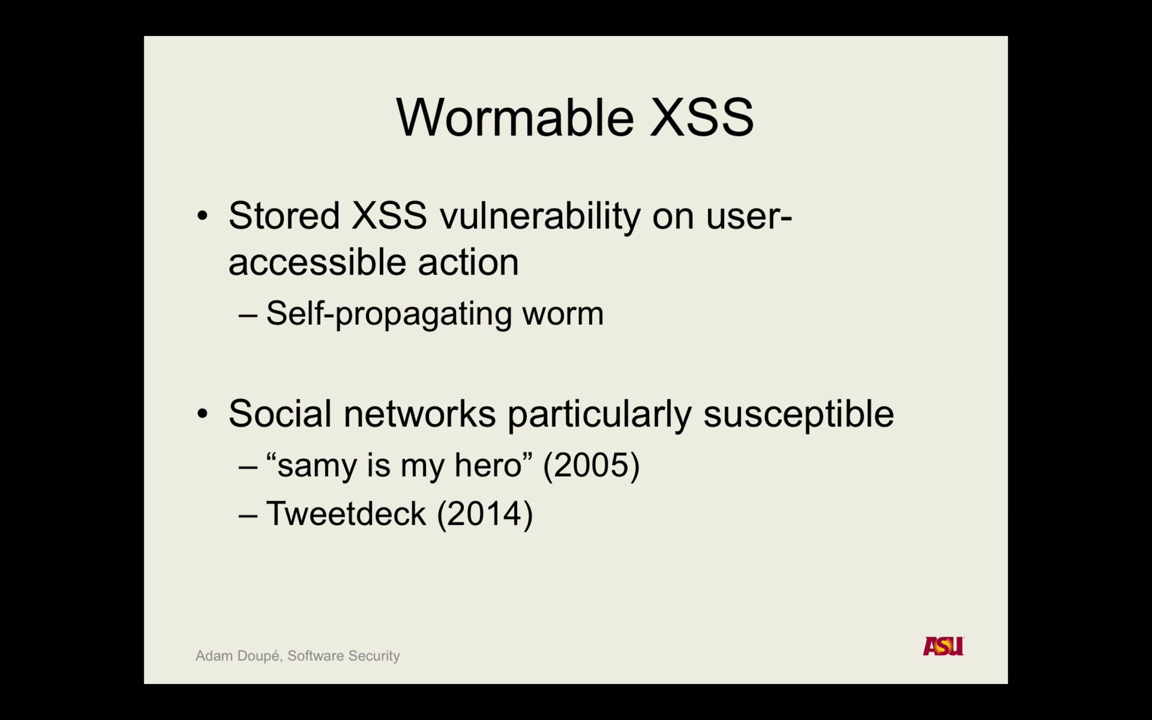 Wormable XSS
• Stored XSS vulnerability on user-
accessible action
– Self-propagating worm
• Social networks particularly susceptible
– “samy is my hero” (2005)
– Tweetdeck (2014)
Adam Doupé, Software Security
ASU